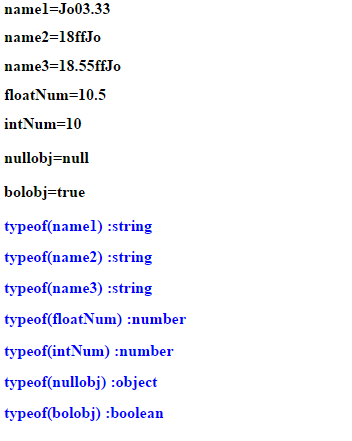 name1=Jo03.33
name2=18ffJo
name3=18.55ffJo
floatNum=10.5
intNum=10
nullobj=null
bolobj=true
typeof(name1) :string
typeof(name2) :string
typeof(name3) :string
typeof(floatNum) :number
typeof(intNum) :number
typeof(nullobj) :object
typeof(bolobj) :boolean